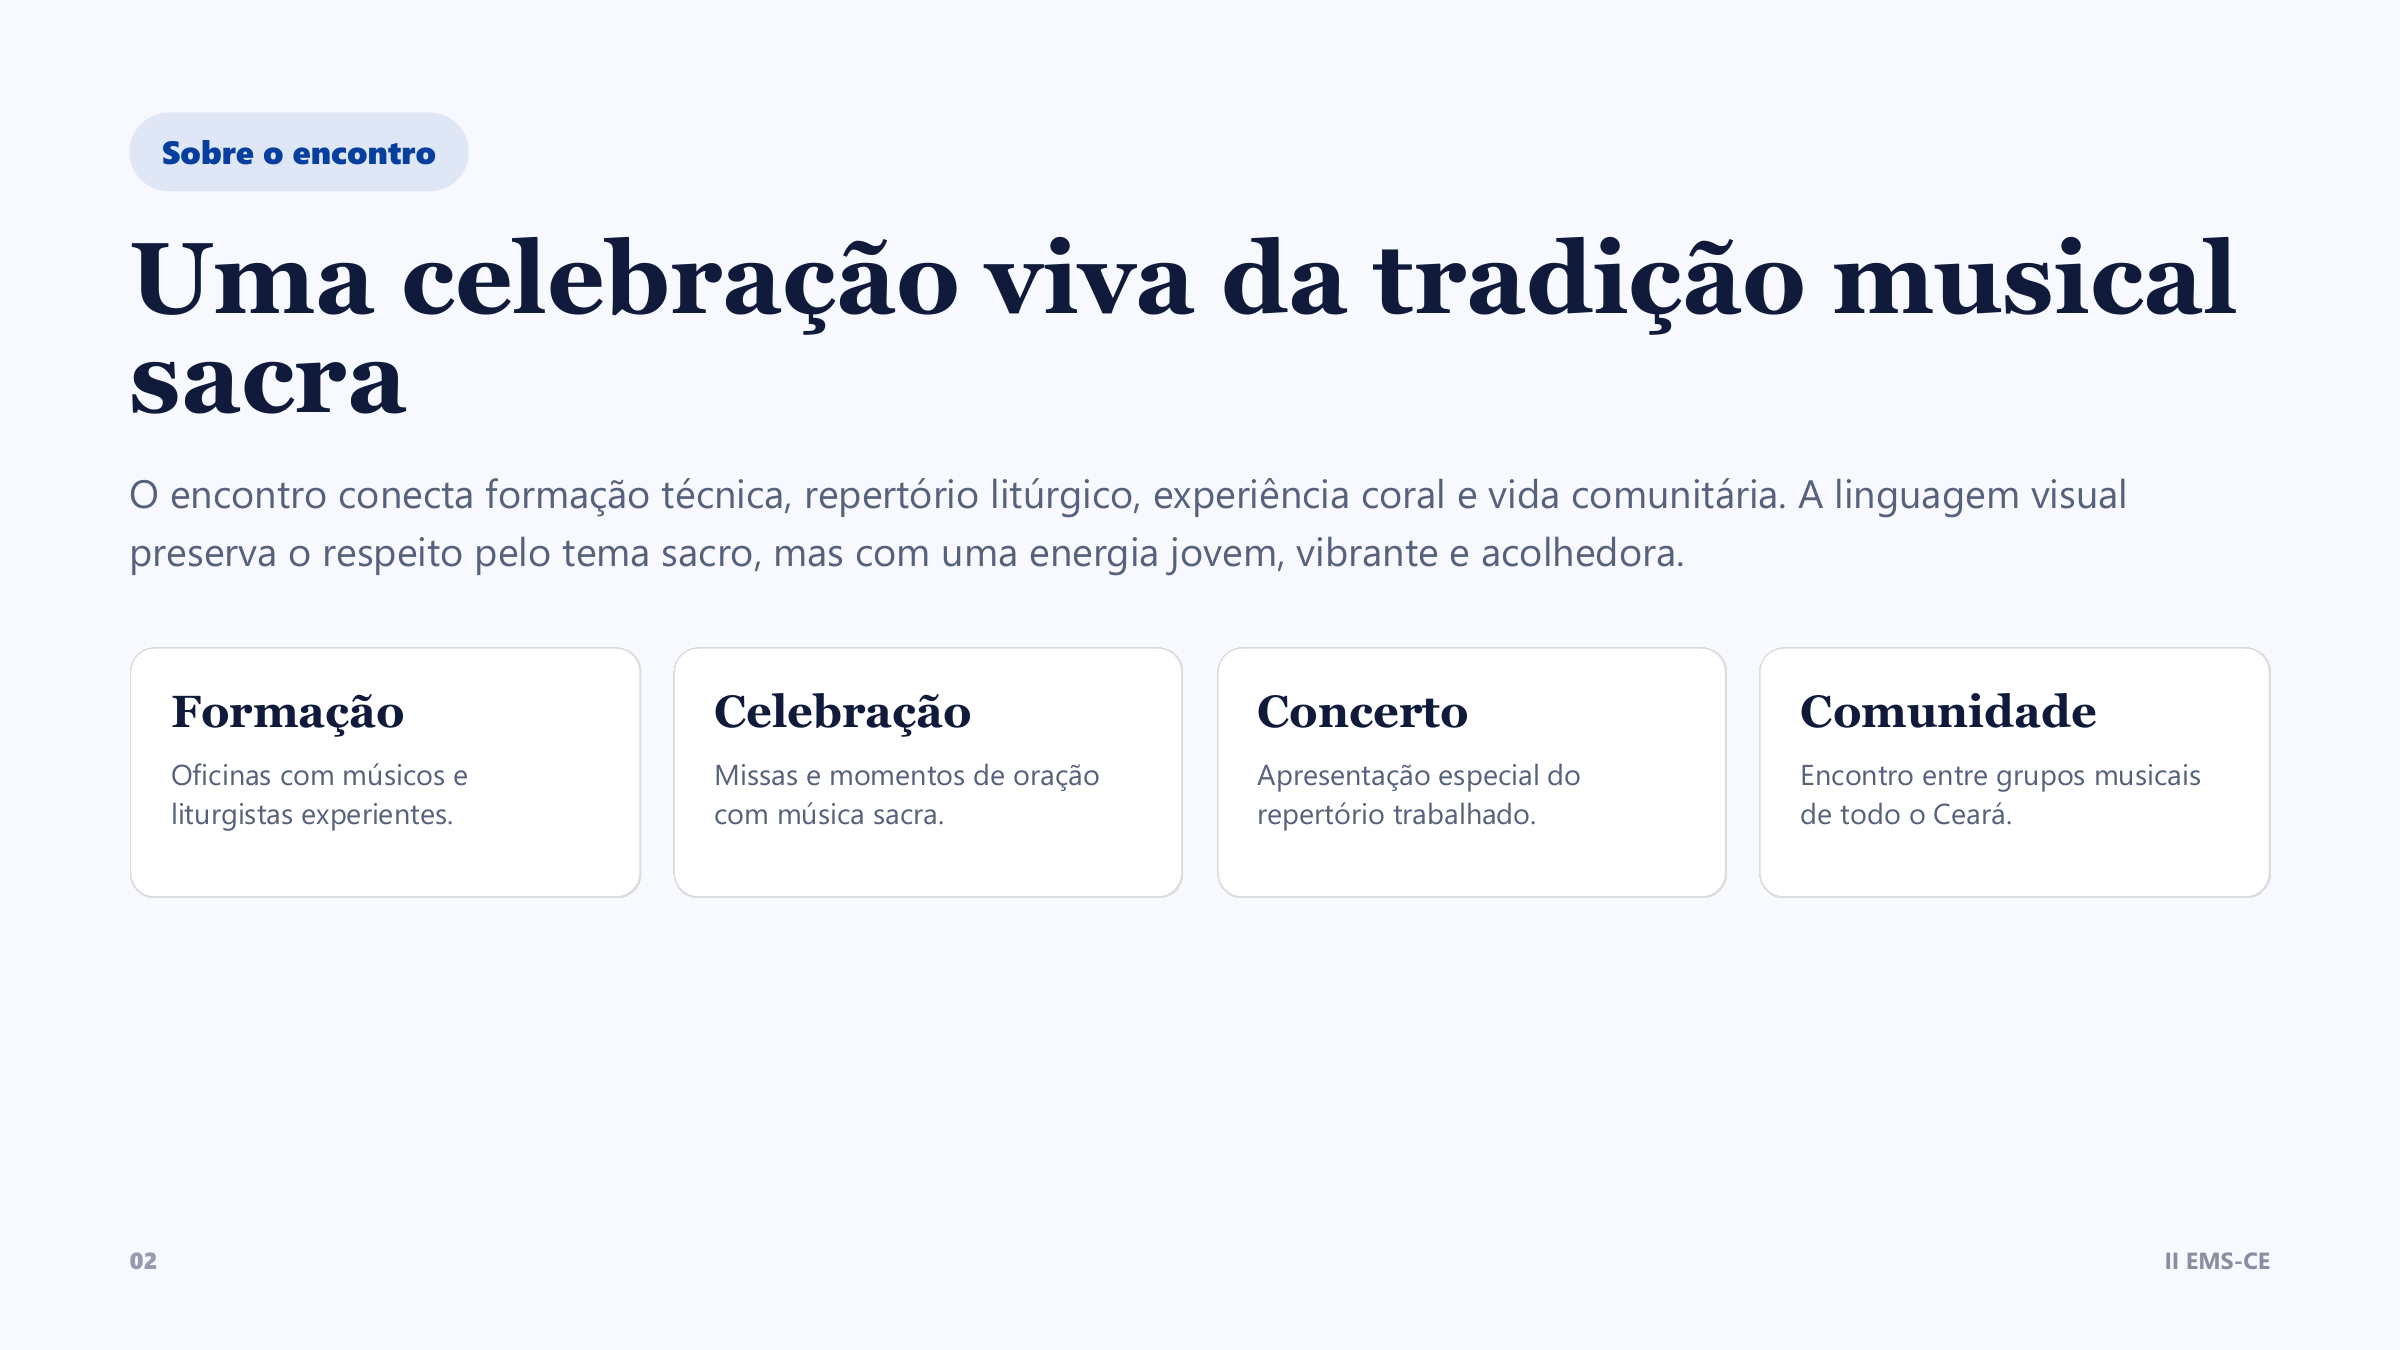 Sobre o encontro
Uma celebração viva da tradição musical
sacra
O encontro conecta formação técnica, repertório litúrgico, experiência coral e vida comunitária. A linguagem visual
preserva o respeito pelo tema sacro, mas com uma energia jovem, vibrante e acolhedora.
Formação
Oficinas com músicos e
liturgistas experientes.
Celebração
Missas e momentos de oração
com música sacra.
Concerto
Apresentação especial do
repertório trabalhado.
Comunidade
Encontro entre grupos musicais
de todo o Ceará.
02
II EMS-CE